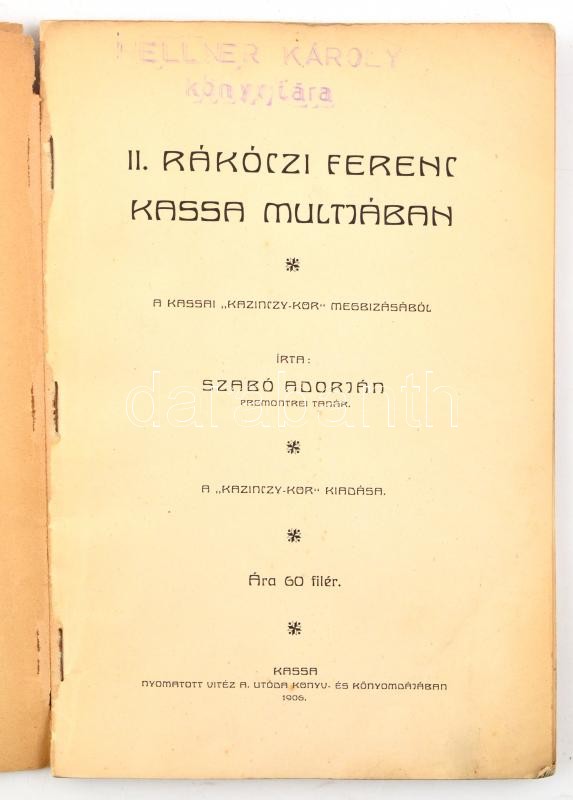 HELLNER KÁROLY
könyvtára
II. RÁKÓCZI FERENC
KASSA MULTJÁBAN
A KASSAI „KAZINCZY-KÖR" MEGBIZÁSÁBÓL
ÍRTA:
SZABÓ ADORJÁN
PREMONTREI TANÁR.
darabanth
A „KAZINCZY-KÖR" KIADÁSA.
Ára 60 fillér.
KASSA
NYOMATOTT VITÉZ A. UTÓDA KÖNYV- ÉS KŐNYOMDÁJÁBAN
1906.